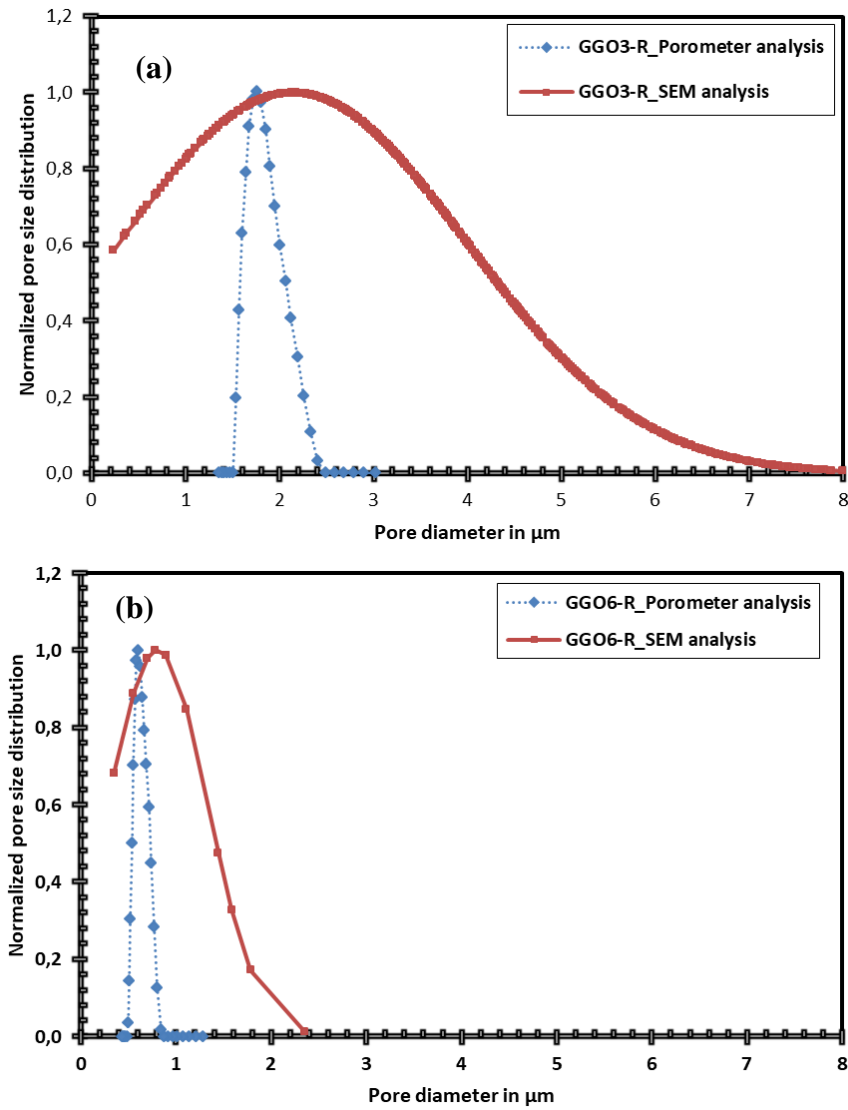 1,2
1,0
0,8
0,6
0,4
0,2
0,0
Normalized pore size distribution
(a)
GGO3-R_Porometer analysis
GGO3-R_SEM analysis
0 1 2 3 4 5 6 7 8
Pore diameter in µm
1,2
1,0
0,8
0,6
0,4
0,2
0,0
Normalized pore size distribution
(b)
GGO6-R_Porometer analysis
GGO6-R_SEM analysis
0 1 2 3 4 5 6 7 8
Pore diameter in µm